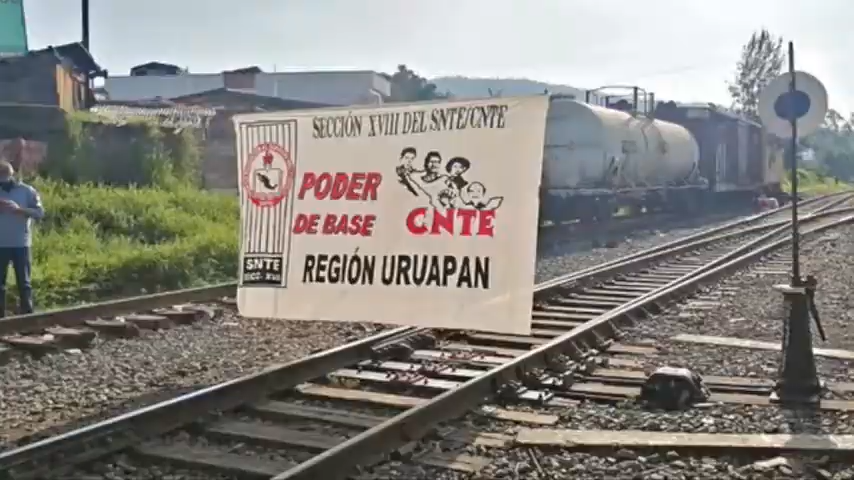 SECCIÓN XVIII DEL SNTE/CNTE
PODER
DE BASE
CNTE
REGIÓN URUAPAN
SNTE
SECC-XVIII